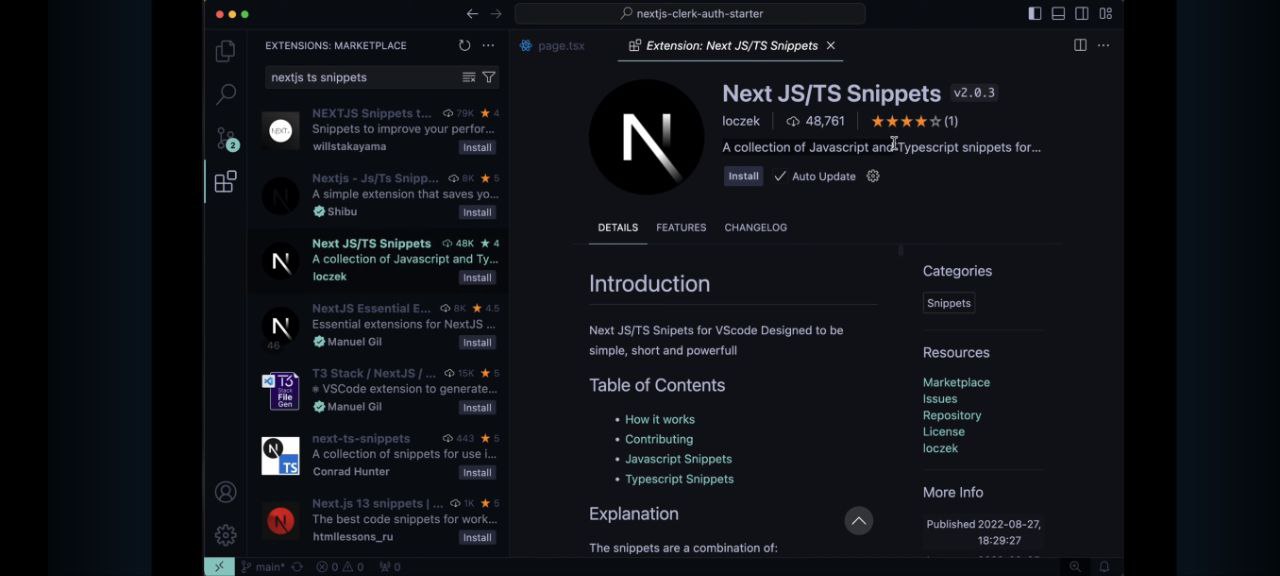 nextjs-clerk-auth-starter
EXTENSIONS: MARKETPLACE
nextjs ts snippets
NEXTJS Snippets t... 79K ★ 4
Snippets to improve your perfor...
willstakayama Install
Nextjs - Js/Ts Snipp... 8K ★ 5
A simple extension that saves yo...
Shibu Install
Next JS/TS Snippets 48K ★ 4
A collection of Javascript and Ty...
loczek Install
NextJS Essential E... 8K ★ 4.5
Essential extensions for NextJS ...
46 Manuel Gil Install
T3 Stack / NextJS / ... 15K ★ 5
VSCode extension to generate...
T3
Stack
File
Gen
Manuel Gil Install
next-ts-snippets 443 ★ 5
A collection of snippets for use i...
TS
Conrad Hunter Install
Next.js 13 snippets | ... 1K ★ 5
The best code snippets for work...
htmllessons_ru Install
2
page.tsx
Extension: Next JS/TS Snippets
Next JS/TS Snippets v2.0.3
loczek 48,761 ★★★★☆ (1)
A collection of Javascript and Typescript snippets for...
Install Auto Update
DETAILS FEATURES CHANGELOG
Introduction
Next JS/TS Snipets for VScode Designed to be
simple, short and powerfull
Table of Contents
• How it works
• Contributing
• Javascript Snippets
• Typescript Snippets
Explanation
The snippets are a combination of:
Categories
Snippets
Resources
Marketplace
Issues
Repository
License
loczek
More Info
Published 2022-08-27,
18:29:27
main* 0 0 0